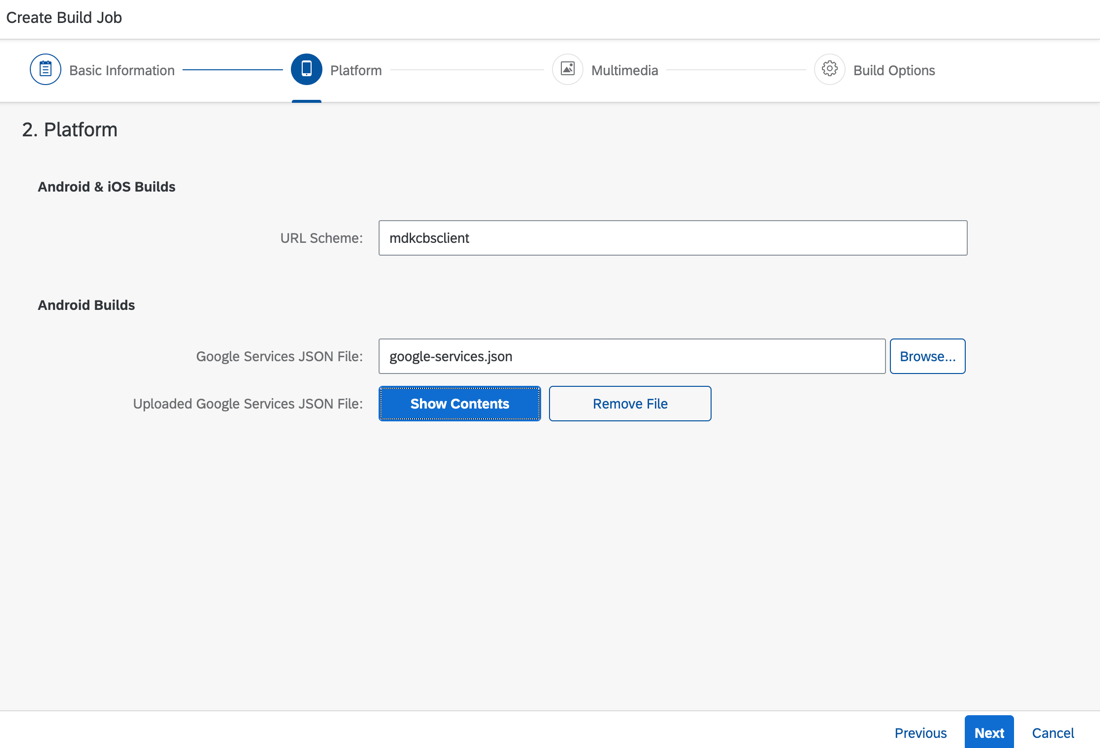 Create Build Job
Basic Information Platform Multimedia Build Options
2. Platform
Android & iOS Builds
URL Scheme: mdkcbsclient
Android Builds
Google Services JSON File: google-services.json Browse...
Uploaded Google Services JSON File: Show Contents Remove File
Previous Next Cancel